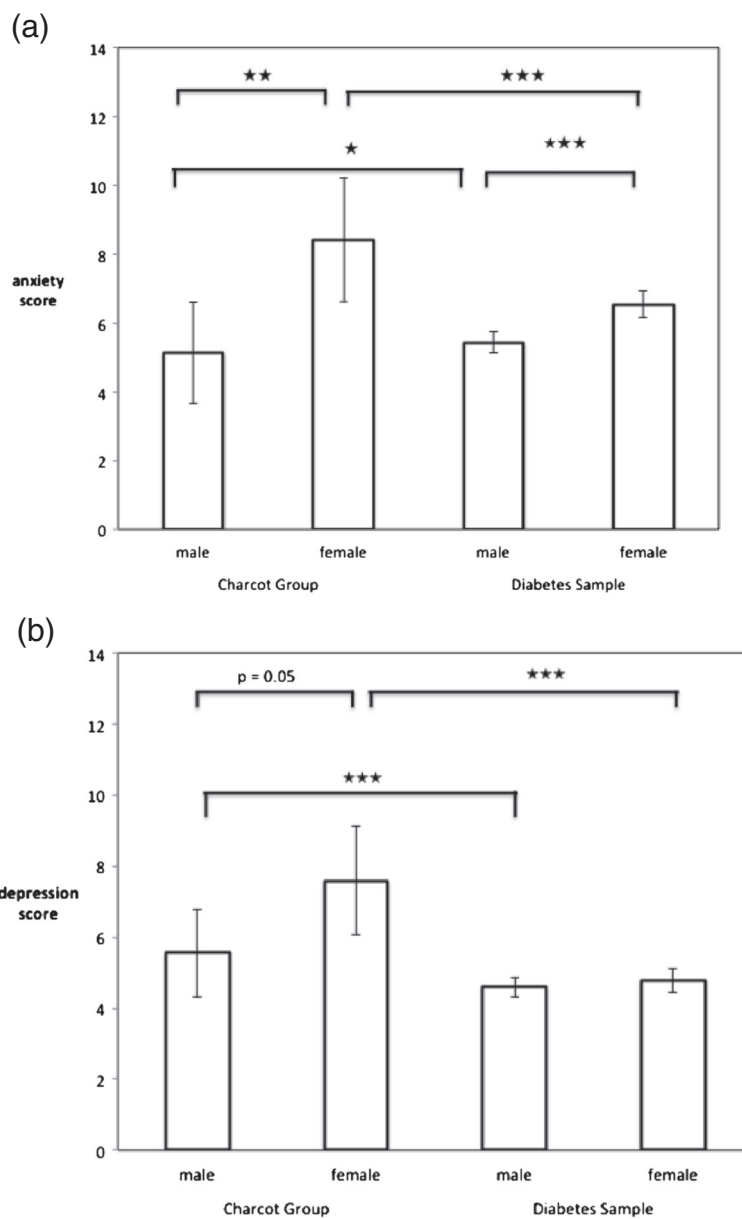 (a)
14
★★
★★★
12
★
★★★
10
8
anxiety
score
6
4
2
0
male female male female
Charcot Group Diabetes Sample
(b)
14
p = 0.05
★★★
12
★★★
10
8
depression
score
6
4
2
0
male female male female
Charcot Group Diabetes Sample